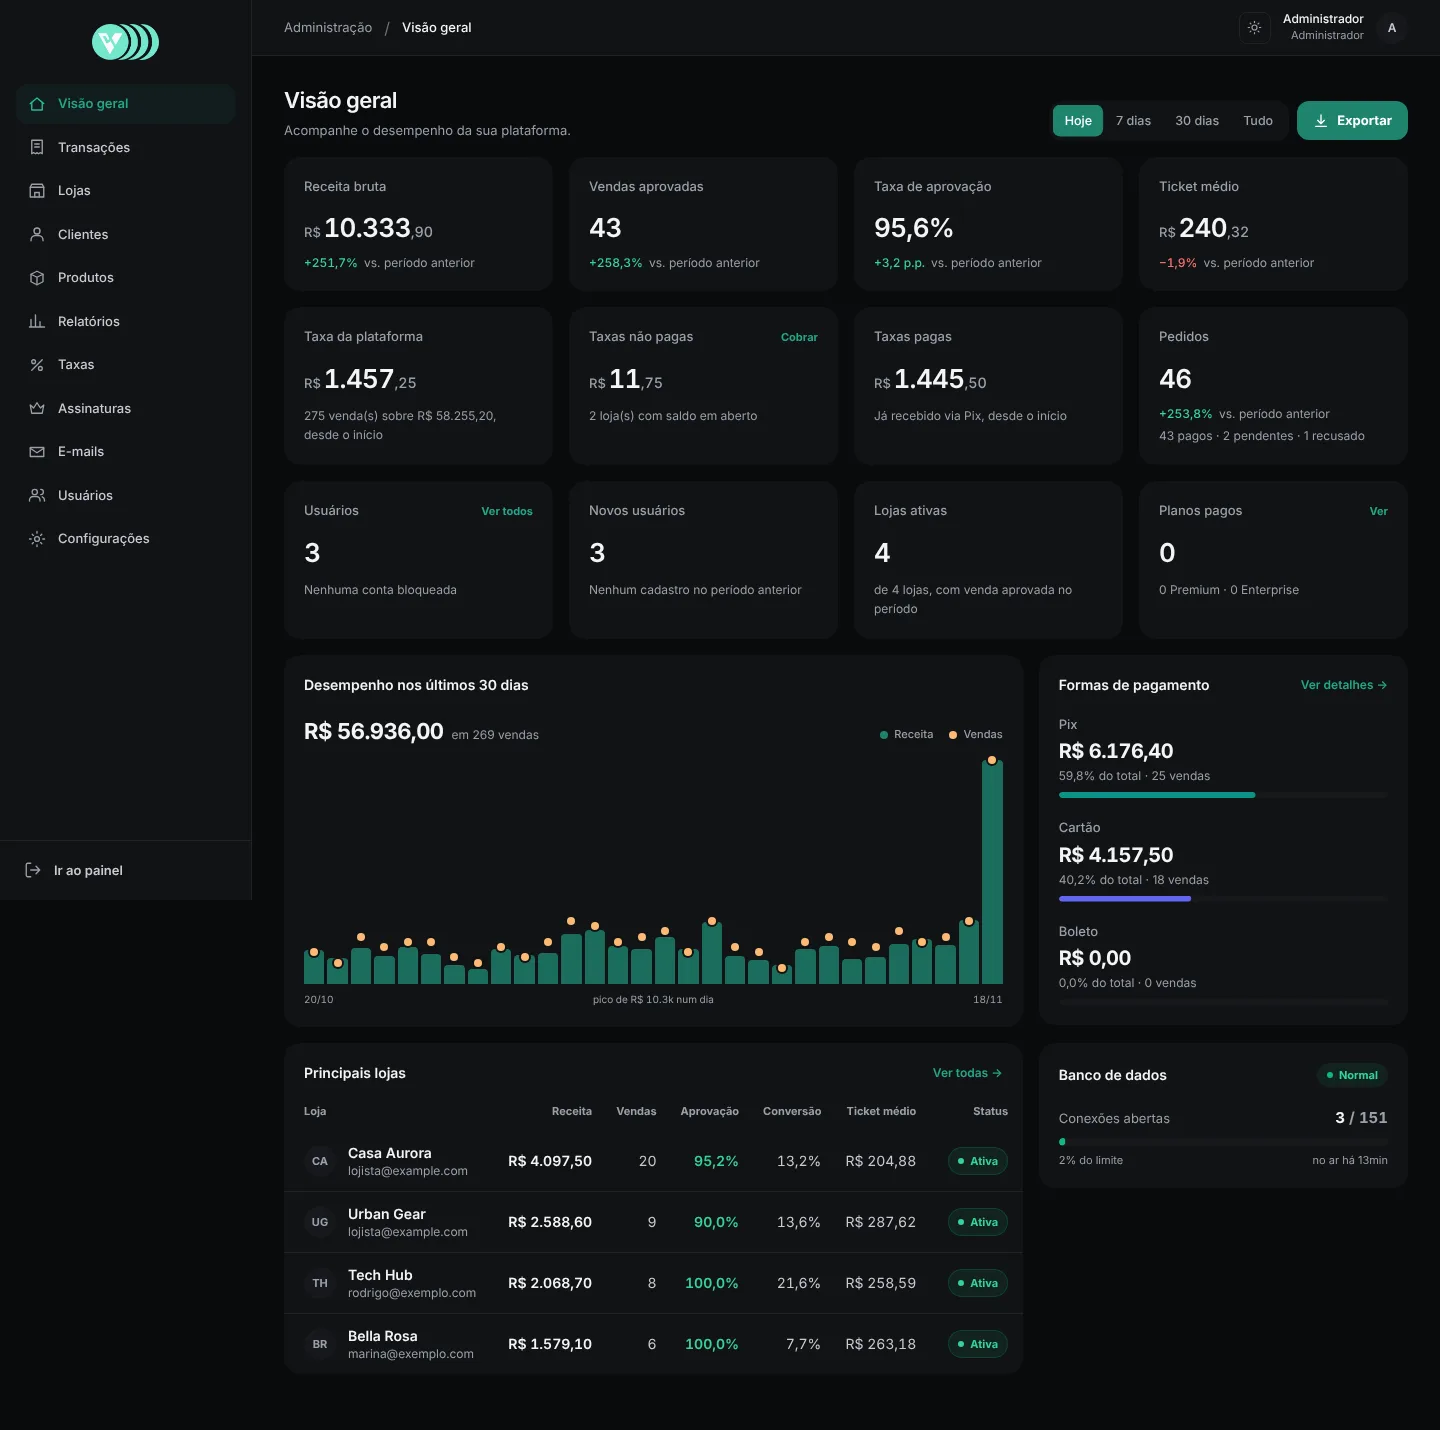 Administração / Visão geral
Administrador
Administrador
A
Visão geral
Transações
Lojas
Clientes
Produtos
Relatórios
Taxas
Assinaturas
E-mails
Usuários
Configurações
Ir ao painel
Visão geral
Acompanhe o desempenho da sua plataforma.
Hoje 7 dias 30 dias Tudo
Exportar
Receita bruta
R$ 10.333,90
+251,7% vs. período anterior
Vendas aprovadas
43
+258,3% vs. período anterior
Taxa de aprovação
95,6%
+3,2 p.p. vs. período anterior
Ticket médio
R$ 240,32
−1,9% vs. período anterior
Taxa da plataforma
R$ 1.457,25
275 venda(s) sobre R$ 58.255,20,
desde o início
Taxas não pagas Cobrar
R$ 11,75
2 loja(s) com saldo em aberto
Taxas pagas
R$ 1.445,50
Já recebido via Pix, desde o início
Pedidos
46
+253,8% vs. período anterior
43 pagos · 2 pendentes · 1 recusado
Usuários Ver todos
3
Nenhuma conta bloqueada
Novos usuários
3
Nenhum cadastro no período anterior
Lojas ativas
4
de 4 lojas, com venda aprovada no
período
Planos pagos Ver
0
0 Premium · 0 Enterprise
Desempenho nos últimos 30 dias
R$ 56.936,00 em 269 vendas
Receita Vendas
20/10 pico de R$ 10.3k num dia 18/11
Formas de pagamento Ver detalhes →
Pix
R$ 6.176,40
59,8% do total · 25 vendas
Cartão
R$ 4.157,50
40,2% do total · 18 vendas
Boleto
R$ 0,00
0,0% do total · 0 vendas
Principais lojas Ver todas →
Loja Receita Vendas Aprovação Conversão Ticket médio Status
CA Casa Aurora R$ 4.097,50 20 95,2% 13,2% R$ 204,88 Ativa
lojista@example.com
UG Urban Gear R$ 2.588,60 9 90,0% 13,6% R$ 287,62 Ativa
lojista@example.com
TH Tech Hub R$ 2.068,70 8 100,0% 21,6% R$ 258,59 Ativa
rodrigo@exemplo.com
BR Bella Rosa R$ 1.579,10 6 100,0% 7,7% R$ 263,18 Ativa
marina@exemplo.com
Banco de dados Normal
Conexões abertas 3 / 151
2% do limite no ar há 13min